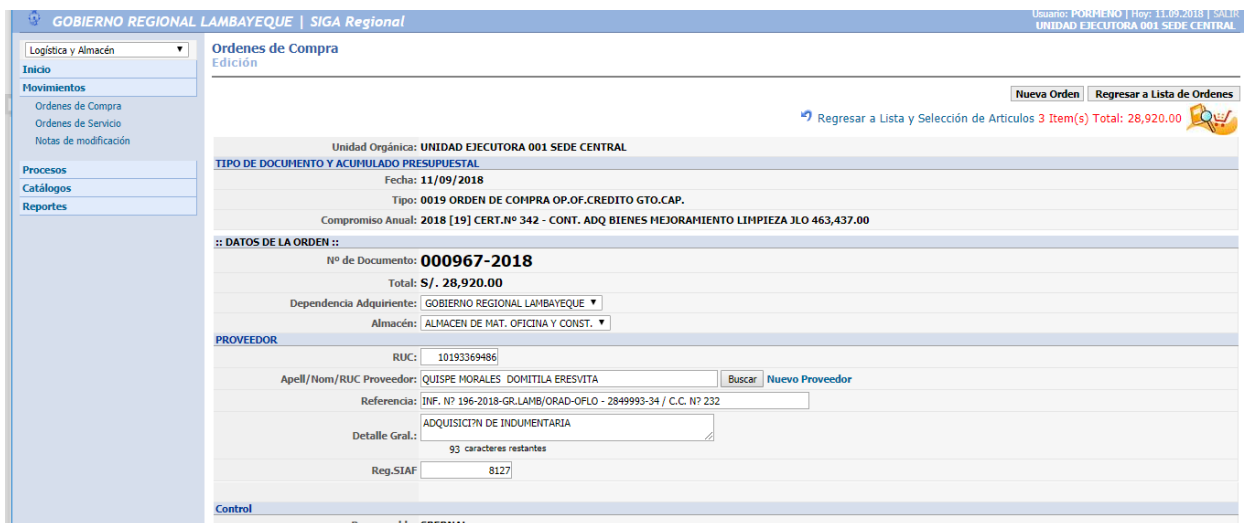 GOBIERNO REGIONAL LAMBAYEQUE | SIGA Regional
Usuario: PORMEÑO | Hoy: 11.09.2018 | SALIR
UNIDAD EJECUTORA 001 SEDE CENTRAL
Logística y Almacén
Inicio
Movimientos
Ordenes de Compra
Ordenes de Servicio
Notas de modificación
Procesos
Catálogos
Reportes
Ordenes de Compra
Edición
Nueva Orden Regresar a Lista de Ordenes
Regresar a Lista y Selección de Articulos 3 Item(s) Total: 28,920.00
Unidad Orgánica: UNIDAD EJECUTORA 001 SEDE CENTRAL
TIPO DE DOCUMENTO Y ACUMULADO PRESUPUESTAL
Fecha: 11/09/2018
Tipo: 0019 ORDEN DE COMPRA OP.OF.CREDITO GTO.CAP.
Compromiso Anual: 2018 [19] CERT.Nº 342 - CONT. ADQ BIENES MEJORAMIENTO LIMPIEZA JLO 463,437.00
:: DATOS DE LA ORDEN ::
Nº de Documento: 000967-2018
Total: S/. 28,920.00
Dependencia Adquiriente: GOBIERNO REGIONAL LAMBAYEQUE
Almacén: ALMACEN DE MAT. OFICINA Y CONST.
PROVEEDOR
RUC: 10193369486
Apell/Nom/RUC Proveedor: QUISPE MORALES DOMITILA ERESVITA Buscar Nuevo Proveedor
Referencia: INF. N? 196-2018-GR.LAMB/ORAD-OFLO - 2849993-34 / C.C. N? 232
Detalle Gral.: ADQUISICI?N DE INDUMENTARIA
93 caracteres restantes
Reg.SIAF 8127
Control